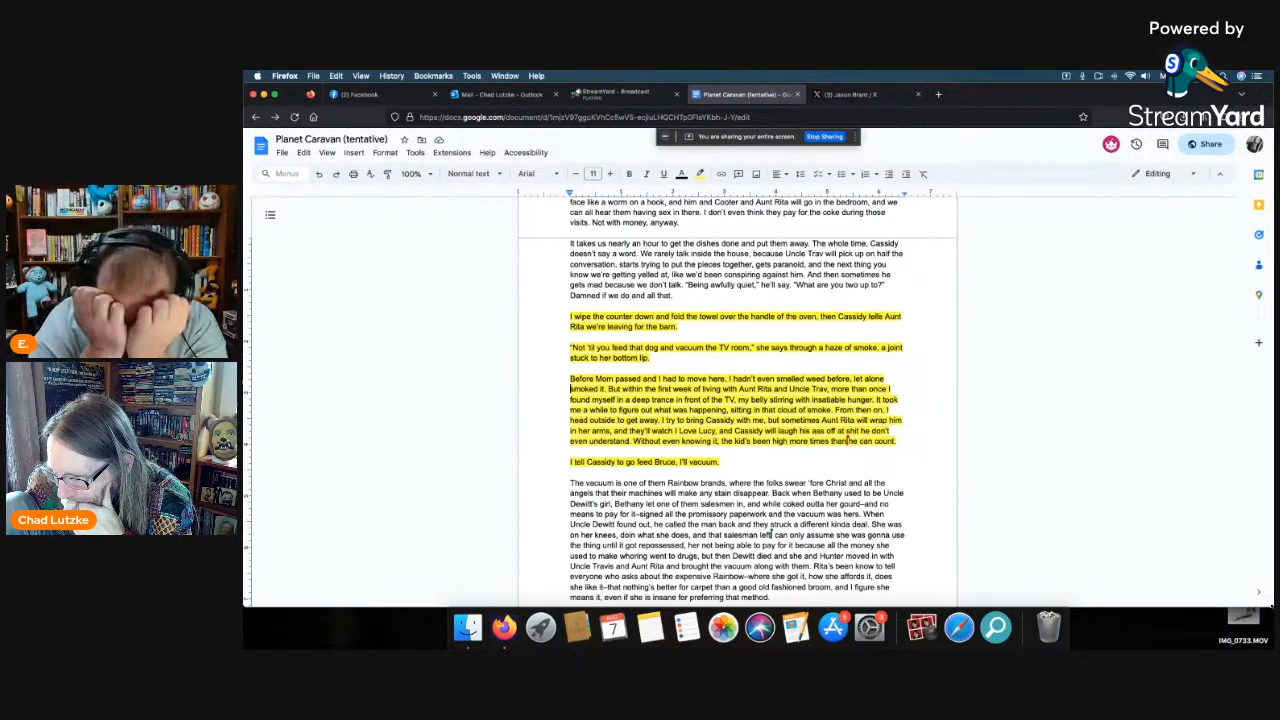 Powered by
StreamYard
Firefox File Edit View History Bookmarks Tools Window Help
(2) Facebook
Mail - Chad Lutzke - Outlook
StreamYard - Broadcast
PLAYING
Planet Caravan (tentative) - Go
(3) Jason Brant / X
https://docs.google.com/document/d/
Planet Caravan (tentative)
You are sharing your entire screen.
Stop Sharing
File Edit View Insert Format Tools Extensions Help Accessibility
Share
Menus
100%
Normal text
Arial
11
Editing
face like a worm on a hook, and him and Cooter and Aunt Rita will go in the bedroom, and we
can all hear them having sex in there. I don't even think they pay for the coke during those
visits. Not with money, anyway.
It takes us nearly an hour to get the dishes done and put them away. The whole time, Cassidy
doesn't say a word. We rarely talk inside the house, because Uncle Trav will pick up on half the
conversation, starts trying to put the pieces together, gets paranoid, and the next thing you
know we're getting yelled at, like we'd been conspiring against him. And then sometimes he
gets mad because we don't talk. "Being awfully quiet," he'll say. "What are you two up to?"
Damned if we do and all that.
I wipe the counter down and fold the towel over the handle of the oven, then Cassidy tells Aunt
Rita we're leaving for the barn.
"Not 'til you feed that dog and vacuum the TV room," she says through a haze of smoke, a joint
stuck to her bottom lip.
Before Mom passed and I had to move here, I hadn't even smelled weed before, let alone
smoked it. But within the first week of living with Aunt Rita and Uncle Trav, more than once I
found myself in a deep trance in front of the TV, my belly stirring with insatiable hunger. It took
me a while to figure out what was happening, sitting in that cloud of smoke. From then on, I
head outside to get away. I try to bring Cassidy with me, but sometimes Aunt Rita will wrap him
in her arms, and they'll watch I Love Lucy, and Cassidy will laugh his ass off at shit he don't
even understand. Without even knowing it, the kid's been high more times than he can count.
I tell Cassidy to go feed Bruce, I'll vacuum.
The vacuum is one of them Rainbow brands, where the folks swear 'fore Christ and all the
angels that their machines will make any stain disappear. Back when Bethany used to be Uncle
Dewitt's girl, Bethany let one of them salesmen in, and while coked outta her gourd–and no
means to pay for it–signed all the promissory paperwork and the vacuum was hers. When
Uncle Dewitt found out, he called the man back and they struck a different kinda deal. She was
on her knees, doin what she does, and that salesman left. I can only assume she was gonna use
the thing until it got repossessed, her not being able to pay for it because all the money she
used to make whoring went to drugs, but then Dewitt died and she and Hunter moved in with
Uncle Travis and Aunt Rita and brought the vacuum along with them. Rita's been know to tell
everyone who asks about the expensive Rainbow–where she got it, how she affords it, does
she like it–that nothing's better for carpet than a good old fashioned broom, and I figure she
means it, even if she is insane for preferring that method.
E.
Chad Lutzke
AUG
7
IMG_0733.MOV